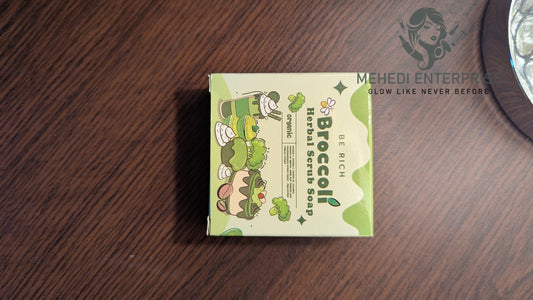 MEHEDI ENTERPRISE
GLOW LIKE NEVER BEFORE
BE RICH
Broccoli
Herbal Scrub Soap
organic